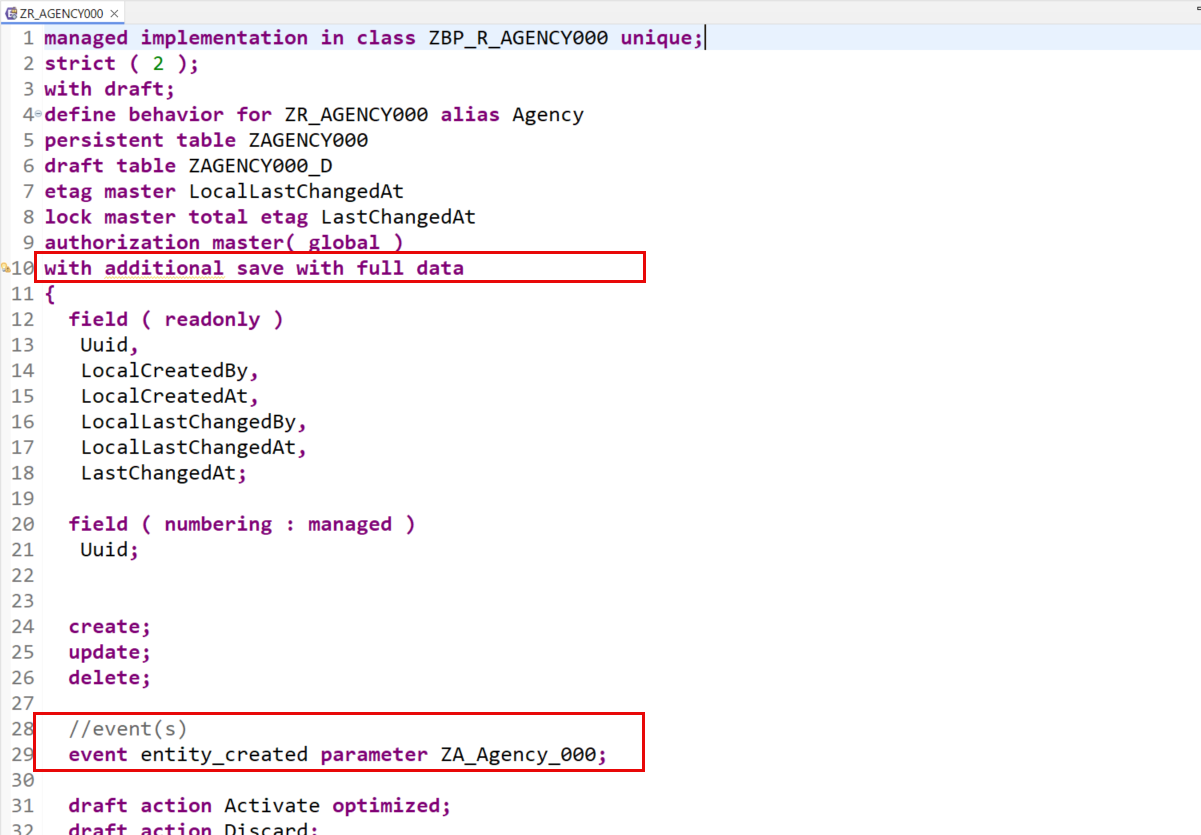 ZR_AGENCY000
1 managed implementation in class ZBP_R_AGENCY000 unique;
2 strict ( 2 );
3 with draft;
4 define behavior for ZR_AGENCY000 alias Agency
5 persistent table ZAGENCY000
6 draft table ZAGENCY000_D
7 etag master LocalLastChangedAt
8 lock master total etag LastChangedAt
9 authorization master( global )
10 with additional save with full data
11 {
12   field ( readonly )
13    Uuid,
14    LocalCreatedBy,
15    LocalCreatedAt,
16    LocalLastChangedBy,
17    LocalLastChangedAt,
18    LastChangedAt;
19
20   field ( numbering : managed )
21    Uuid;
22
23
24   create;
25   update;
26   delete;
27
28   //event(s)
29   event entity_created parameter ZA_Agency_000;
30
31   draft action Activate optimized;
32   draft action Discard;